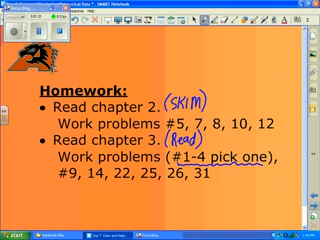 Homework:
• Read chapter 2. (SKIM)
Work problems #5, 7, 8, 10, 12
• Read chapter 3. (Read)
Work problems (#1-4 pick one),
#9, 14, 22, 25, 26, 31